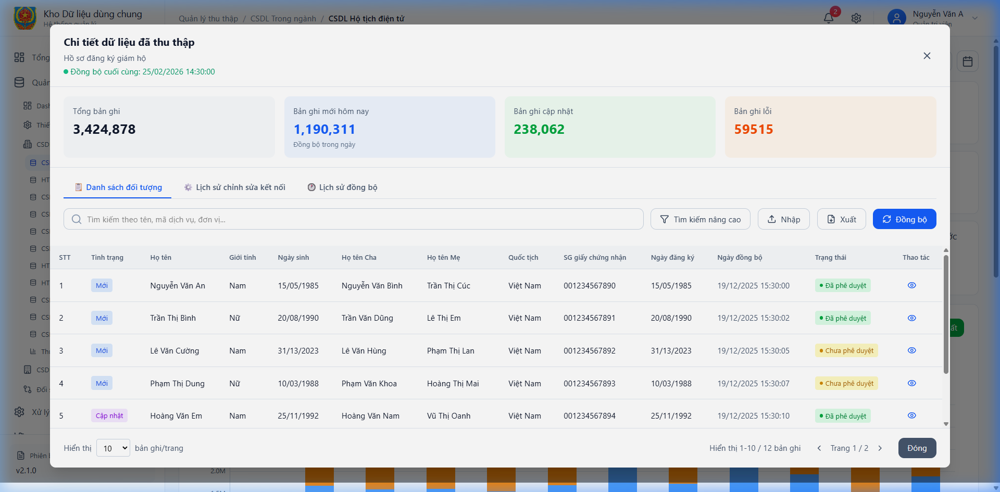 Kho Dữ liệu dùng chung
Hệ thống quản lý
Quản lý thu thập / CSDL Trong ngành / CSDL Hộ tịch điện tử
2
Nguyễn Văn A
Quản trị viên
Tổng
Quản
Dash
Thiế
CSD
CS
HT
CS
CS
CS
CS
HT
HT
CS
CS
CS
Thu
CSD
Đối s
Xử lý
Phiên b
v2.1.0
Chi tiết dữ liệu đã thu thập
Hồ sơ đăng ký giám hộ
Đồng bộ cuối cùng: 25/02/2026 14:30:00
Tổng bản ghi
3,424,878
Bản ghi mới hôm nay
1,190,311
Đồng bộ trong ngày
Bản ghi cập nhật
238,062
Bản ghi lỗi
59515
Danh sách đối tượng
Lịch sử chỉnh sửa kết nối
Lịch sử đồng bộ
Tìm kiếm theo tên, mã dịch vụ, đơn vị...
Tìm kiếm nâng cao
Nhập
Xuất
Đồng bộ
STT Tình trạng Họ tên Giới tính Ngày sinh Họ tên Cha Họ tên Mẹ Quốc tịch SG giấy chứng nhận Ngày đăng ký Ngày đồng bộ Trạng thái Thao tác
1 Mới Nguyễn Văn An Nam 15/05/1985 Nguyễn Văn Bình Trần Thị Cúc Việt Nam 001234567890 15/05/1985 19/12/2025 15:30:00 Đã phê duyệt
2 Mới Trần Thị Bình Nữ 20/08/1990 Trần Văn Dũng Lê Thị Em Việt Nam 001234567891 20/08/1990 19/12/2025 15:30:02 Đã phê duyệt
3 Mới Lê Văn Cường Nam 31/13/2023 Lê Văn Hùng Phạm Thị Lan Việt Nam 001234567892 31/13/2023 19/12/2025 15:30:05 Chưa phê duyệt
4 Mới Phạm Thị Dung Nữ 10/03/1988 Phạm Văn Khoa Hoàng Thị Mai Việt Nam 001234567893 10/03/1988 19/12/2025 15:30:07 Chưa phê duyệt
5 Cập nhật Hoàng Văn Em Nam 25/11/1992 Hoàng Văn Nam Vũ Thị Oanh Việt Nam 001234567894 25/11/1992 19/12/2025 15:30:10 Đã phê duyệt
Hiển thị 10 bản ghi/trang
Hiển thị 1-10 / 12 bản ghi
Trang 1 / 2
Đóng
ất
2.0M